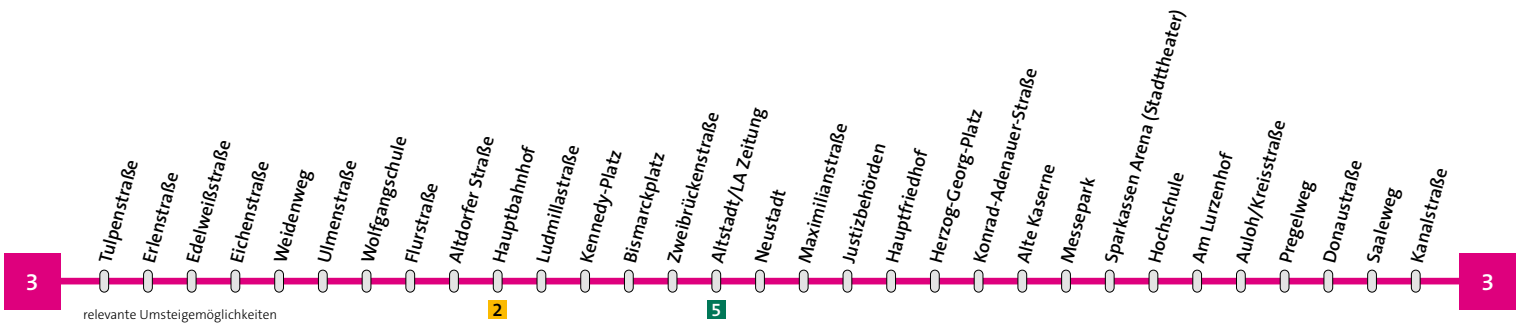 3
Tulpenstraße
Erlenstraße
Edelweißstraße
Eichenstraße
Weidenweg
Ulmenstraße
Wolfgangschule
Flurstraße
Altdorfer Straße
Hauptbahnhof
Ludmillastraße
Kennedy-Platz
Bismarckplatz
Zweibrückenstraße
Altstadt/LA Zeitung
Neustadt
Maximilianstraße
Justizbehörden
Hauptfriedhof
Herzog-Georg-Platz
Konrad-Adenauer-Straße
Alte Kaserne
Messepark
Sparkassen Arena (Stadttheater)
Hochschule
Am Lurzenhof
Auloh/Kreisstraße
Pregelweg
Donaustraße
Saaleweg
Kanalstraße
3
relevante Umsteigemöglichkeiten
2
5